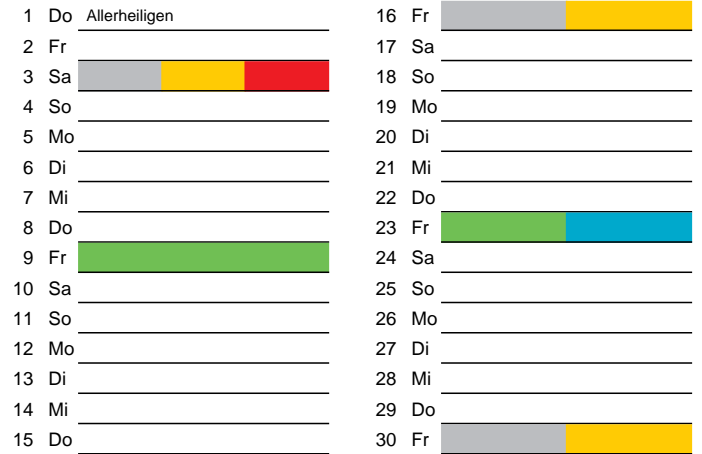 1 Do Allerheiligen
2 Fr
3 Sa
4 So
5 Mo
6 Di
7 Mi
8 Do
9 Fr
10 Sa
11 So
12 Mo
13 Di
14 Mi
15 Do
16 Fr
17 Sa
18 So
19 Mo
20 Di
21 Mi
22 Do
23 Fr
24 Sa
25 So
26 Mo
27 Di
28 Mi
29 Do
30 Fr